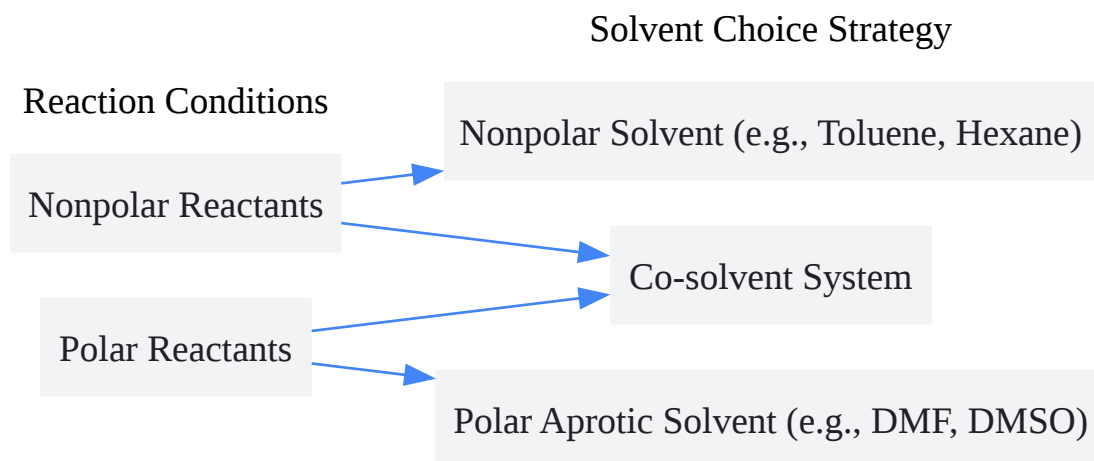 Solvent Choice Strategy
Reaction Conditions
Nonpolar Solvent (e.g., Toluene, Hexane)
Nonpolar Reactants
Co-solvent System
Polar Reactants
Polar Aprotic Solvent (e.g., DMF, DMSO)